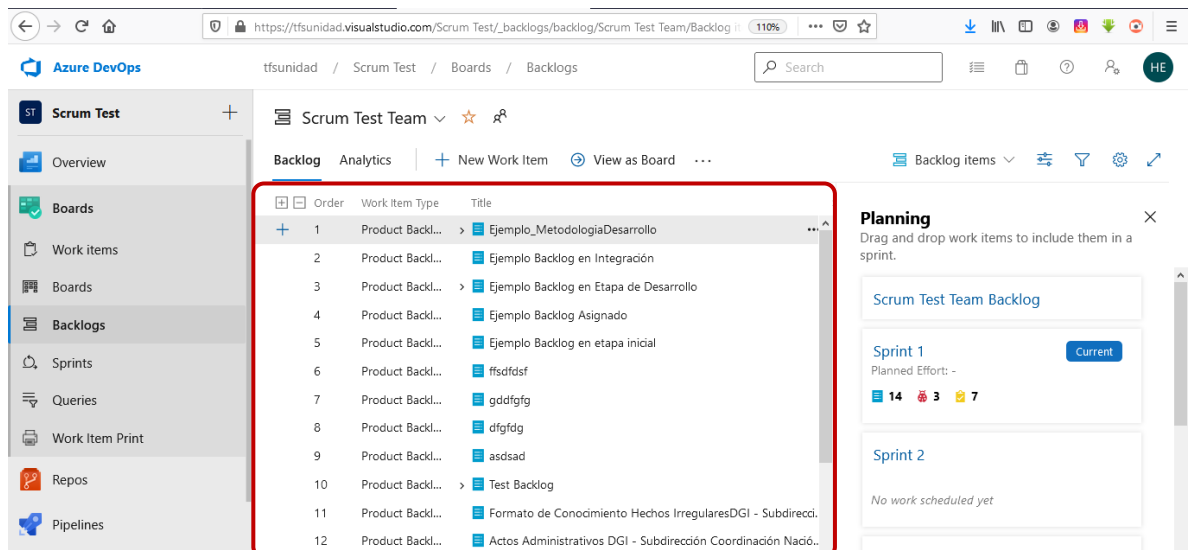 https://tfsunidad.visualstudio.com/Scrum Test/_backlogs/backlog/Scrum Test Team/Backlog it 110%
Azure DevOps tfsunidad / Scrum Test / Boards / Backlogs Search HE
ST Scrum Test
Scrum Test Team
Overview
Backlog Analytics New Work Item View as Board ... Backlog items
Boards
Work items
Boards
Backlogs
Sprints
Queries
Work Item Print
Repos
Pipelines
Order Work Item Type Title
1 Product Backl... Ejemplo_MetodologiaDesarrollo ...
2 Product Backl... Ejemplo Backlog en Integración
3 Product Backl... Ejemplo Backlog en Etapa de Desarrollo
4 Product Backl... Ejemplo Backlog Asignado
5 Product Backl... Ejemplo Backlog en etapa inicial
6 Product Backl... ffsdfdsf
7 Product Backl... gddfgfg
8 Product Backl... dfgfdg
9 Product Backl... asdsad
10 Product Backl... Test Backlog
11 Product Backl... Formato de Conocimiento Hechos IrregularesDGI - Subdirecci.
12 Product Backl... Actos Administrativos DGI - Subdirección Coordinación Nació..
Planning
Drag and drop work items to include them in a
sprint.
Scrum Test Team Backlog
Sprint 1 Current
Planned Effort: -
14 3 7
Sprint 2
No work scheduled yet